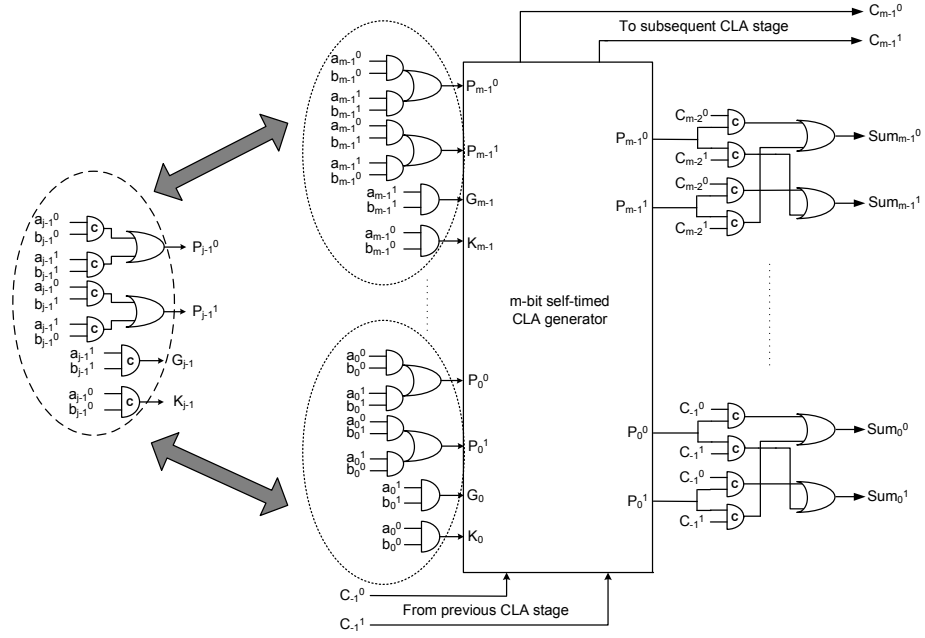 Cₘ₋₁⁰
To subsequent CLA stage
Cₘ₋₁¹
aₘ₋₁⁰
bₘ₋₁⁰
aₘ₋₁¹
bₘ₋₁¹
Pₘ₋₁⁰
aₘ₋₁⁰
bₘ₋₁¹
aₘ₋₁¹
bₘ₋₁⁰
Pₘ₋₁¹
aₘ₋₁¹
bₘ₋₁¹
Gₘ₋₁
aₘ₋₁⁰
bₘ₋₁⁰
Kₘ₋₁
aⱼ₋₁⁰
bⱼ₋₁⁰
C
aⱼ₋₁¹
bⱼ₋₁¹
C
Pⱼ₋₁⁰
aⱼ₋₁⁰
bⱼ₋₁¹
C
aⱼ₋₁¹
bⱼ₋₁⁰
C
Pⱼ₋₁¹
aⱼ₋₁¹
bⱼ₋₁¹
C
Gⱼ₋₁
aⱼ₋₁⁰
bⱼ₋₁⁰
C
Kⱼ₋₁
m-bit self-timed
CLA generator
a₀⁰
b₀⁰
a₀¹
b₀¹
P₀⁰
a₀⁰
b₀¹
a₀¹
b₀⁰
P₀¹
a₀¹
b₀¹
G₀
a₀⁰
b₀⁰
K₀
Pₘ₋₁⁰
Cₘ₋₂⁰
C
Cₘ₋₂¹
C
Sumₘ₋₁⁰
Pₘ₋₁¹
Cₘ₋₂⁰
C
Cₘ₋₂¹
C
Sumₘ₋₁¹
P₀⁰
C₋₁⁰
C
C₋₁¹
C
Sum₀⁰
P₀¹
C₋₁⁰
C
C₋₁¹
C
Sum₀¹
C₋₁⁰
From previous CLA stage
C₋₁¹